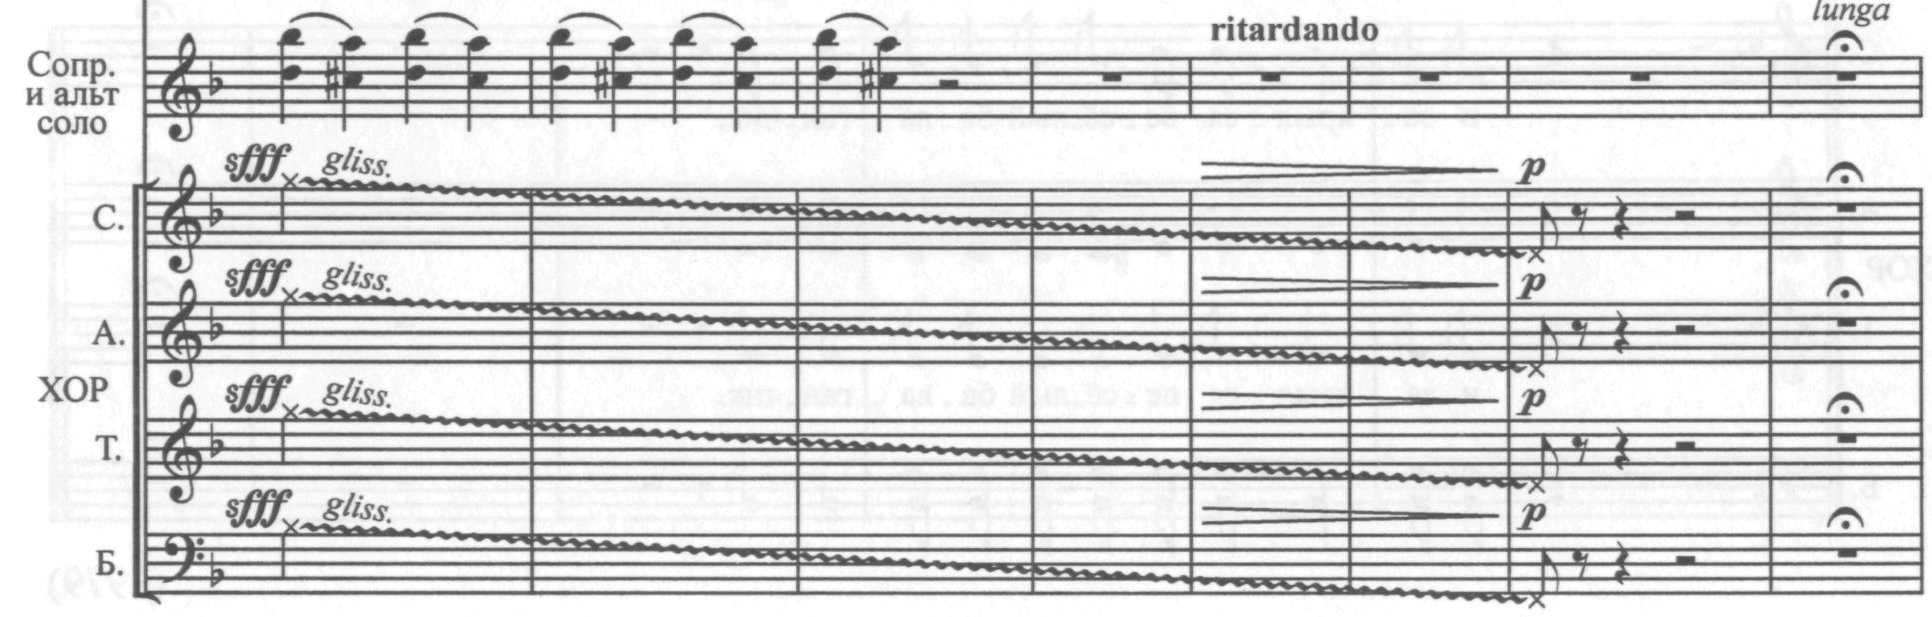 lunga
ritardando
Сопр.
и альт
соло
sfff gliss. p
С.
sfff gliss. p
А.
ХОР
sfff gliss. p
Т.
sfff gliss. p
Б.